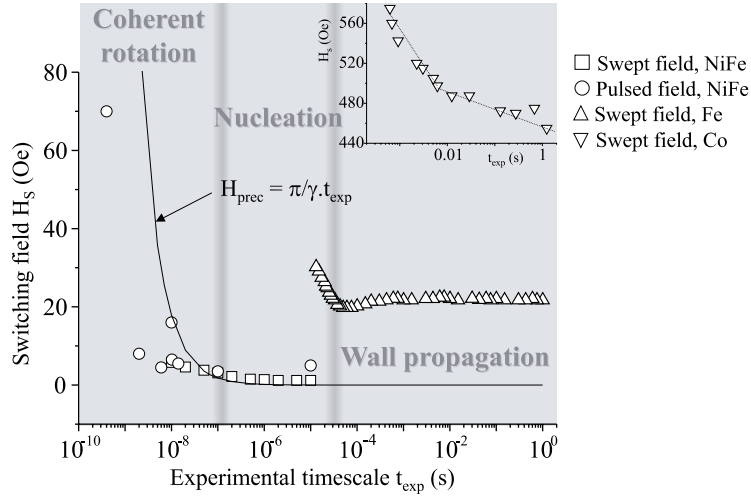 Coherent
rotation
Nucleation
Wall propagation
H_prec = π/γ.t_exp
Switching field H_S (Oe)
80
60
40
20
0
10^-10
10^-8
10^-6
10^-4
10^-2
10^0
Experimental timescale t_exp (s)
H_s (Oe)
560
520
480
440
0.01
1
t_exp (s)
Swept field, NiFe
Pulsed field, NiFe
Swept field, Fe
Swept field, Co